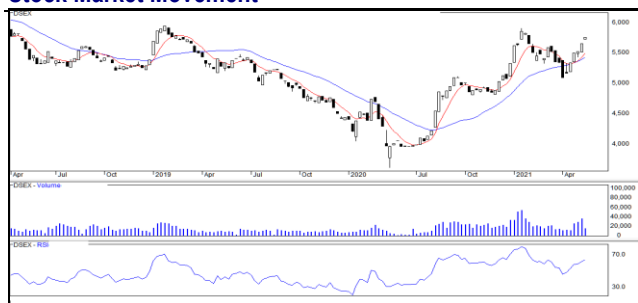 Stock Market Movement
DSEX
6,000
5,500
5,000
4,500
4,000
Apr Jul Oct 2019 Apr Jul Oct 2020 Jul Oct 2021 Apr
DSEX - Volume
100,000
80,000
60,000
40,000
20,000
0
DSEX - RSI
70.0
30.0